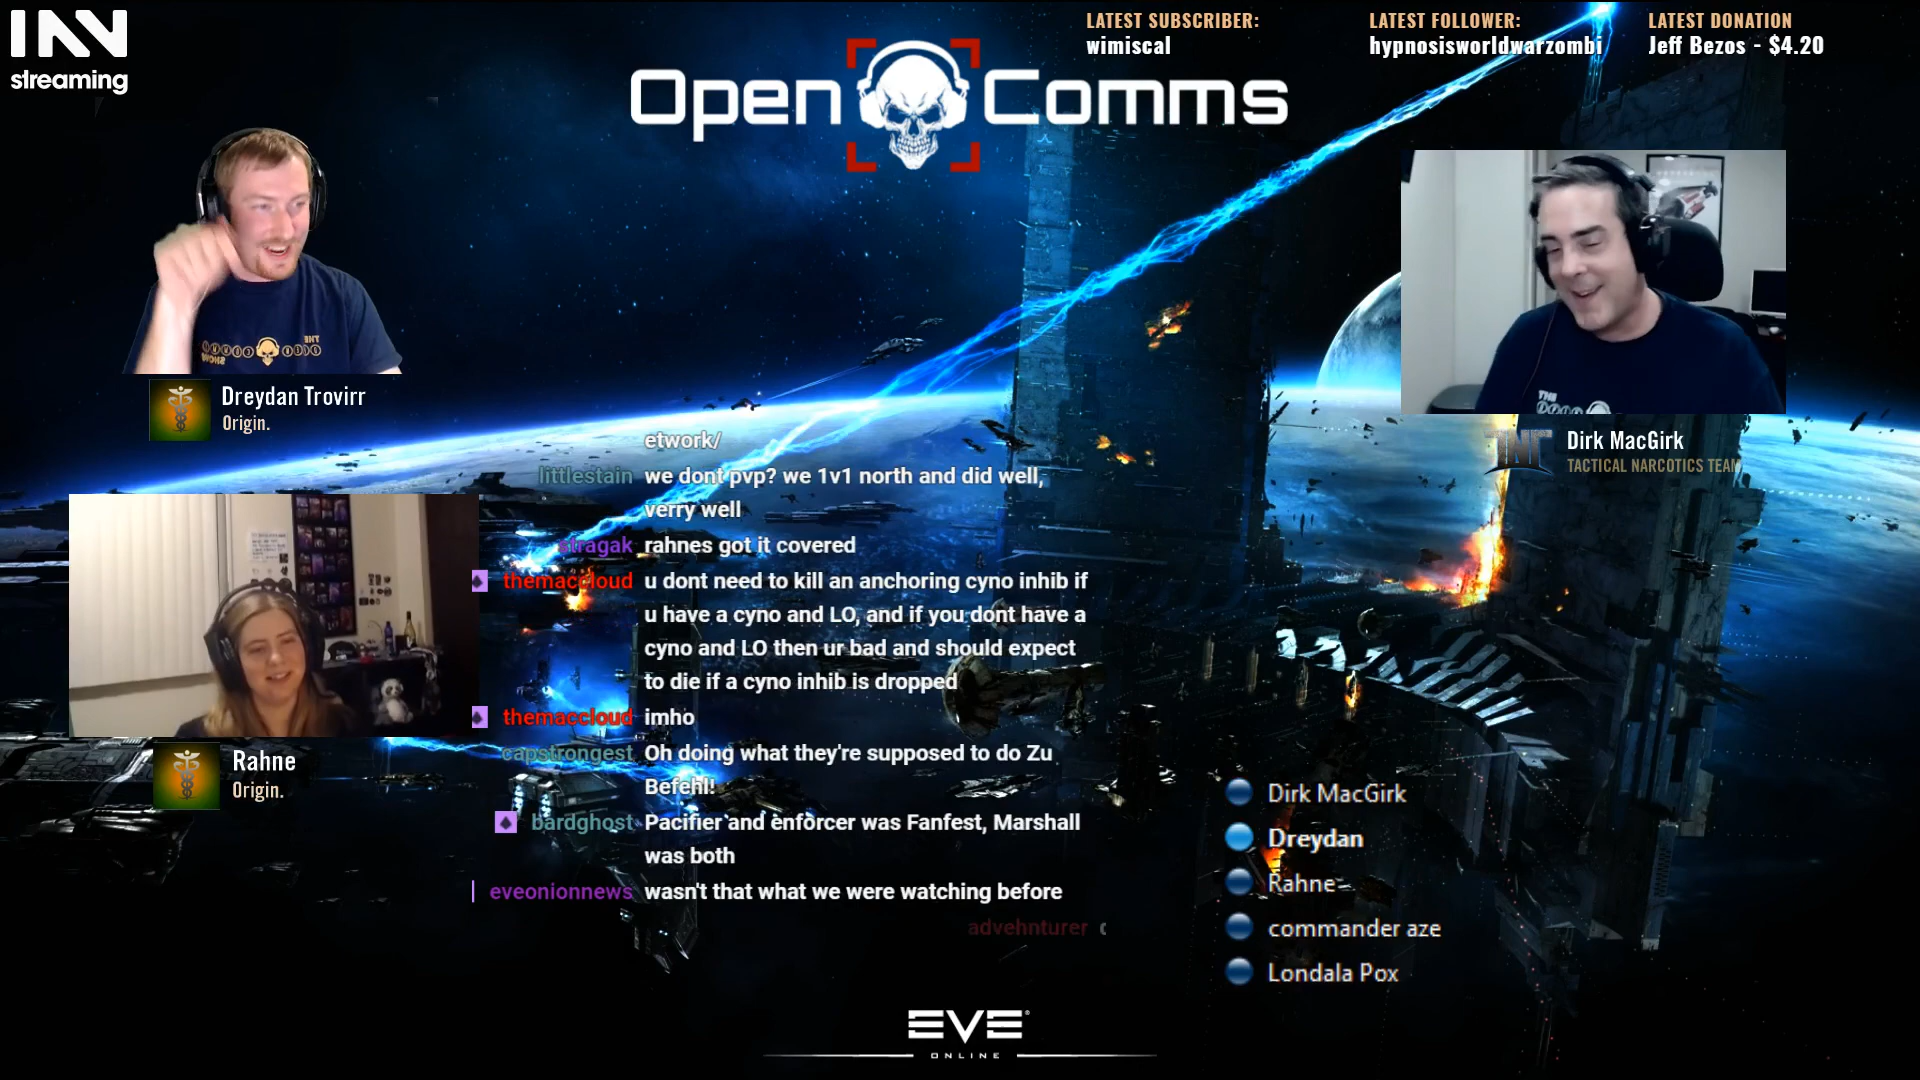 INN
streaming
Open Comms
LATEST SUBSCRIBER:
wimiscal
LATEST FOLLOWER:
hypnosisworldwarzombi
LATEST DONATION
Jeff Bezos - $4.20
Dreydan Trovirr
Origin.
Dirk MacGirk
TACTICAL NARCOTICS TEAM
THE
Rahne
Origin.
etwork/
littlestain we dont pvp? we 1v1 north and did well,
verry well
stragak rahnes got it covered
themaccloud u dont need to kill an anchoring cyno inhib if
u have a cyno and LO, and if you dont have a
cyno and LO then ur bad and should expect
to die if a cyno inhib is dropped
themaccloud imho
capstrongest Oh doing what they're supposed to do Zu
Befehl!
bardghost Pacifier and enforcer was Fanfest, Marshall
was both
eveonionnews wasn't that what we were watching before
advehnturer
Dirk MacGirk
Dreydan
Rahne
commander aze
Londala Pox
EVE
ONLINE